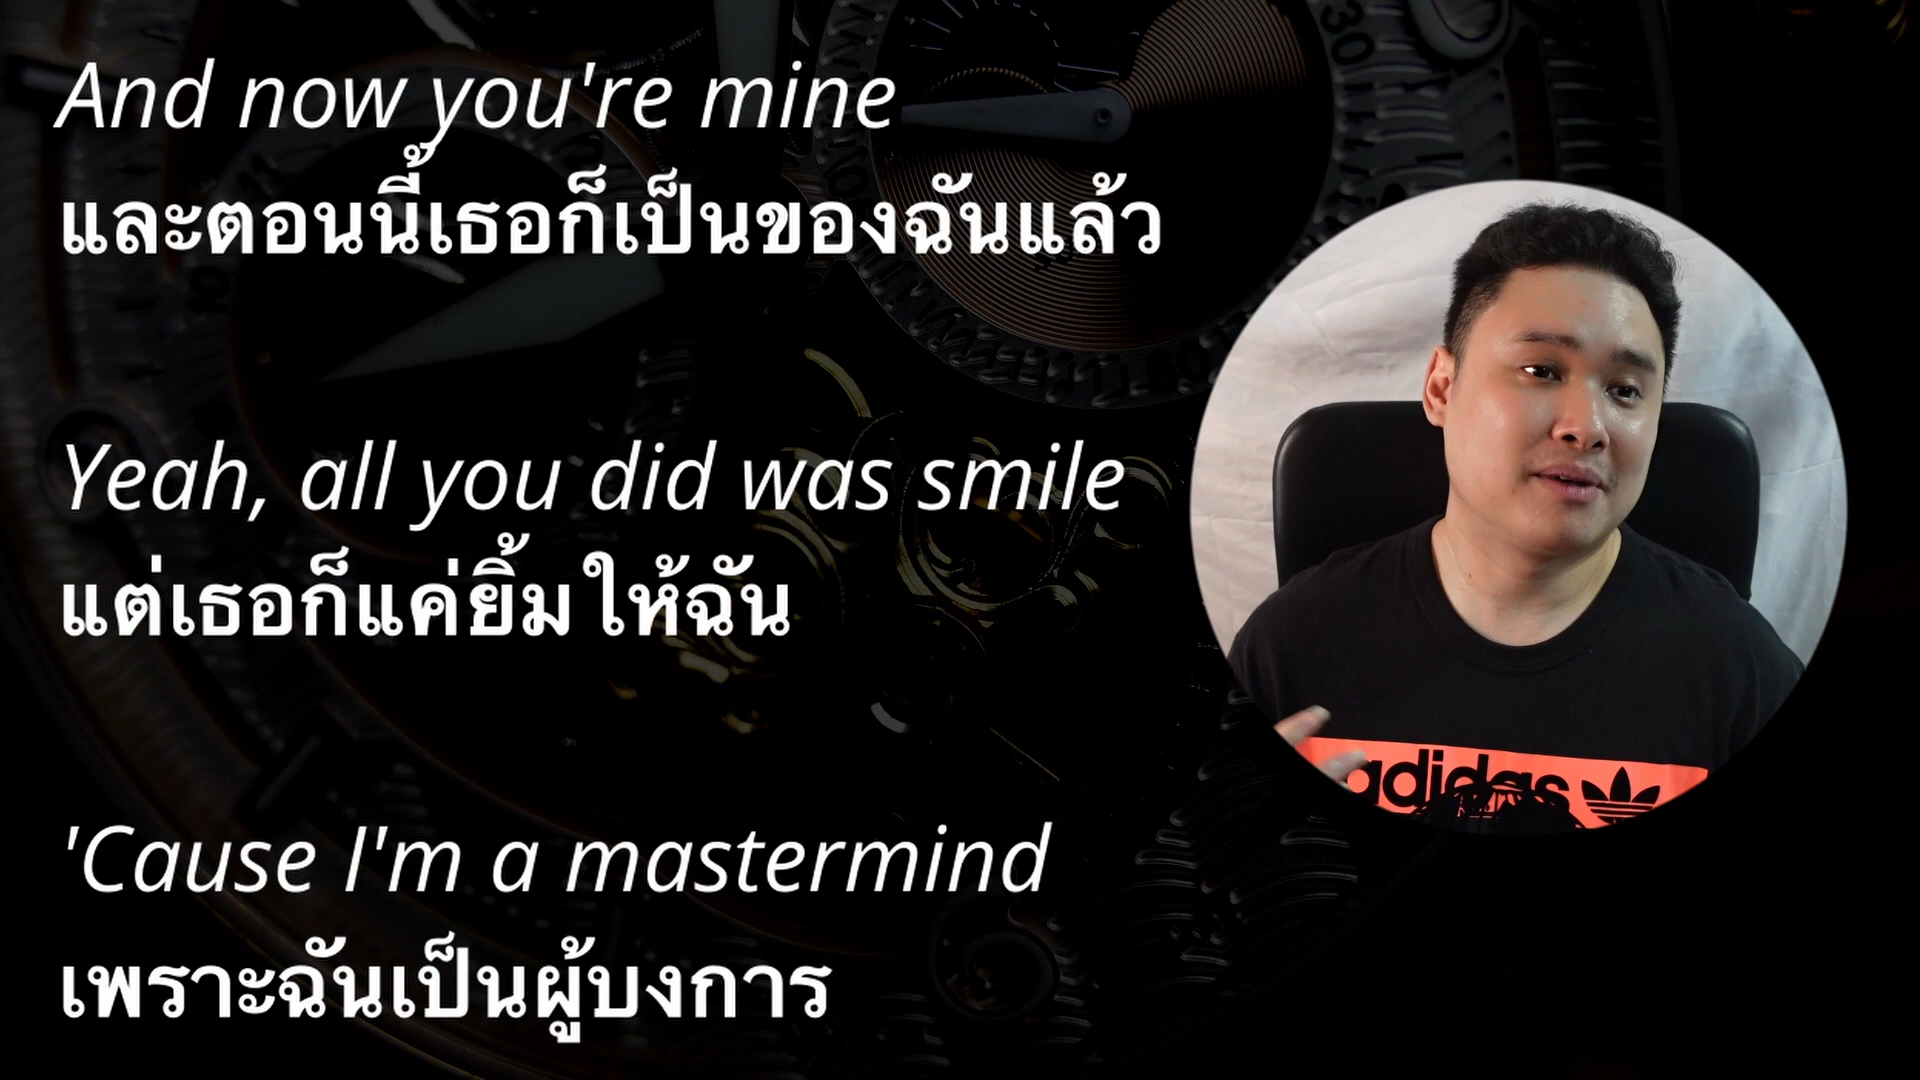 And now you're mine
และตอนนี้เธอก็เป็นของฉันแล้ว
Yeah, all you did was smile
แต่เธอก็แค่ยิ้มให้ฉัน
'Cause I'm a mastermind
เพราะฉันเป็นผู้บงการ
adidas
30